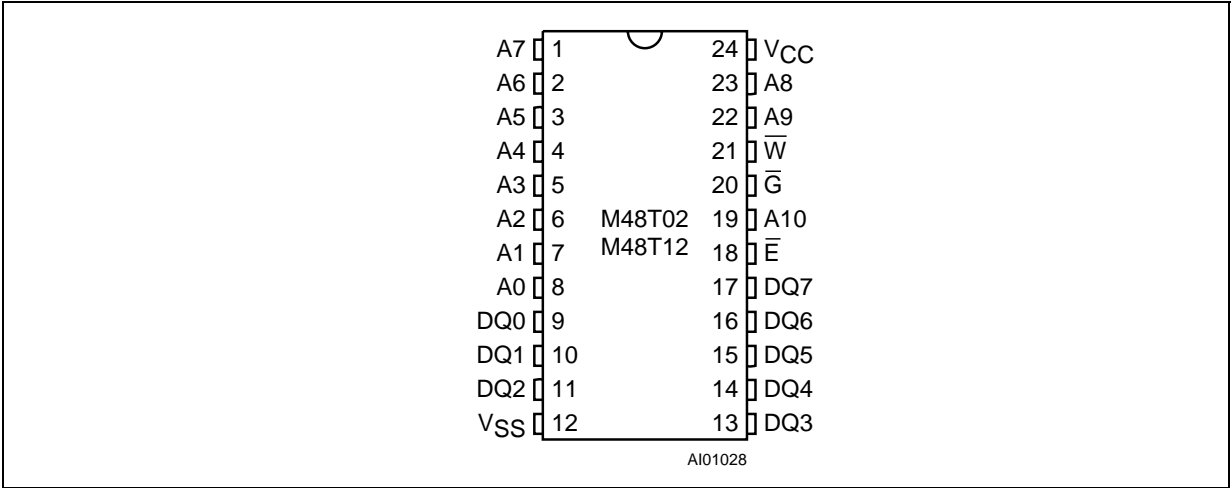 A7 1 24 VCC
A6 2 23 A8
A5 3 22 A9
A4 4 21 W̅
A3 5 20 G̅
A2 6 M48T02 19 A10
A1 7 M48T12 18 E̅
A0 8 17 DQ7
DQ0 9 16 DQ6
DQ1 10 15 DQ5
DQ2 11 14 DQ4
VSS 12 13 DQ3
AI01028